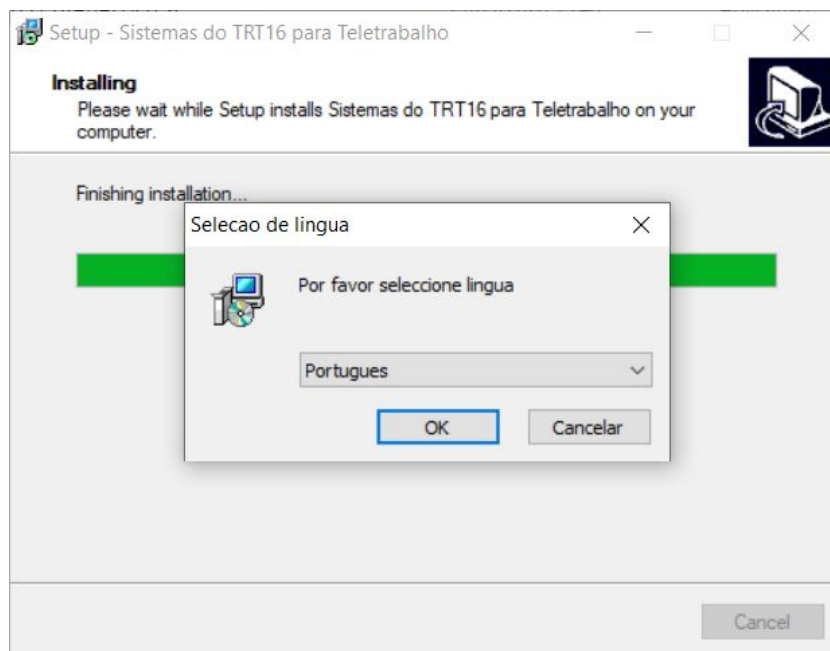 Setup - Sistemas do TRT16 para Teletrabalho
Installing
Please wait while Setup installs Sistemas do TRT16 para Teletrabalho on your
computer.
Finishing installation...
Selecao de lingua
Por favor seleccione lingua
Portugues
OK
Cancelar
Cancel